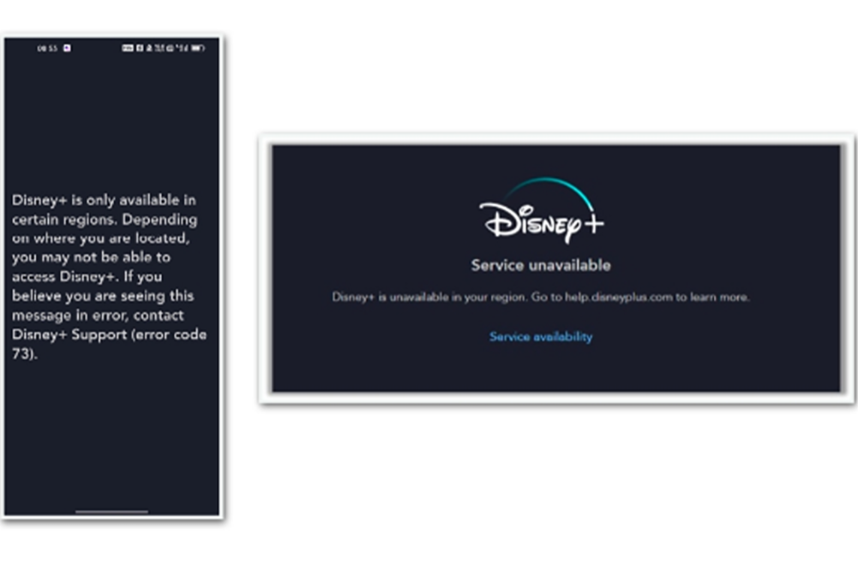 08:53
Disney+ is only available in
certain regions. Depending
on where you are located,
you may not be able to
access Disney+. If you
believe you are seeing this
message in error, contact
Disney+ Support (error code
73).
Disney+
Service unavailable
Disney+ is unavailable in your region. Go to help.disneyplus.com to learn more.
Service availability